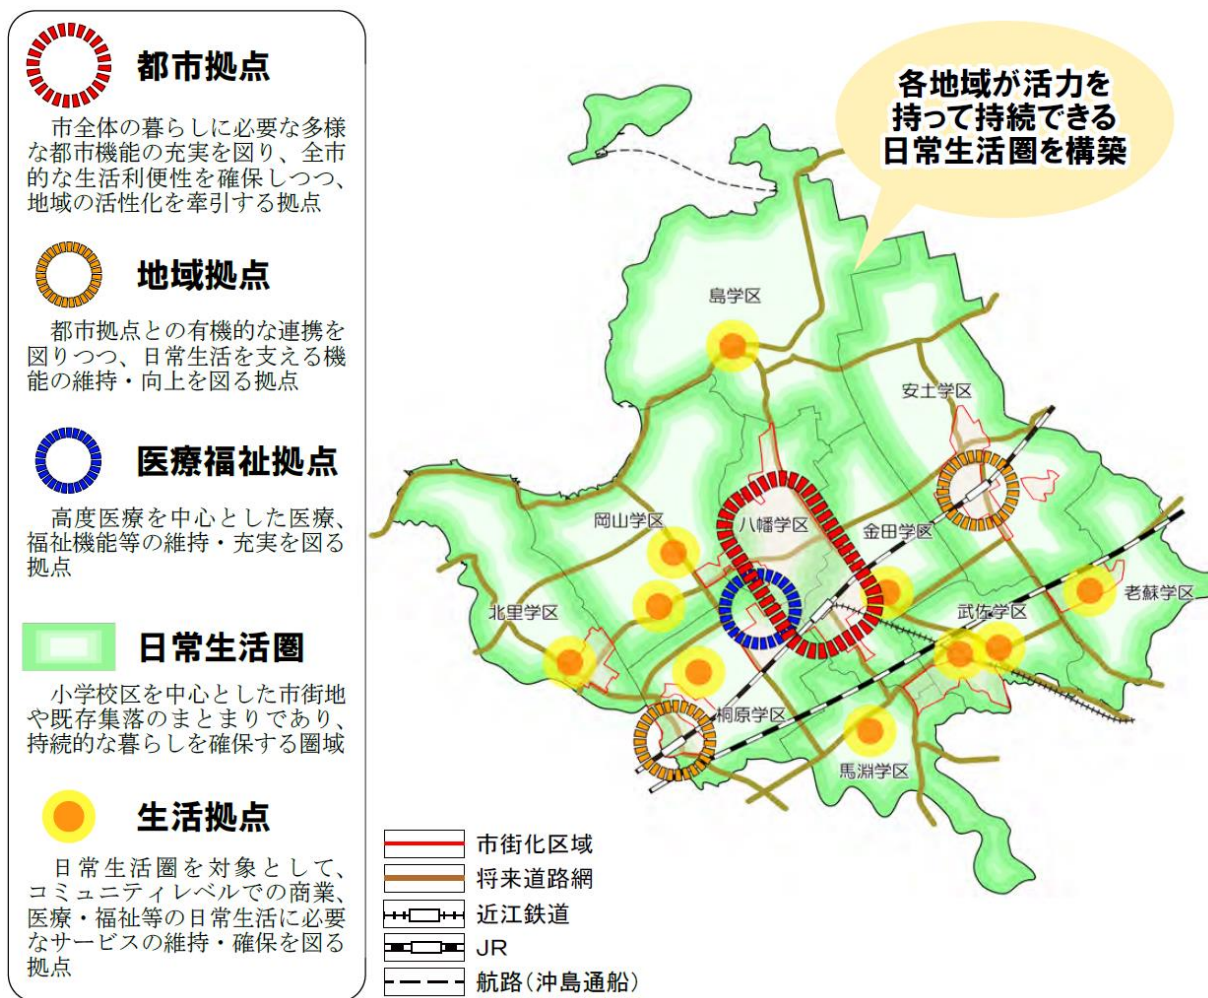 都市拠点
市全体の暮らしに必要な多様
な都市機能の充実を図り、全市
的な生活利便性を確保しつつ、
地域の活性化を牽引する拠点
地域拠点
都市拠点との有機的な連携を
図りつつ、日常生活を支える機
能の維持・向上を図る拠点
医療福祉拠点
高度医療を中心とした医療、
福祉機能等の維持・充実を図る
拠点
日常生活圏
小学校区を中心とした市街地
や既存集落のまとまりであり、
持続的な暮らしを確保する圏域
生活拠点
日常生活圏を対象として、
コミュニティレベルでの商業、
医療・福祉等の日常生活に必要
なサービスの維持・確保を図る
拠点
各地域が活力を
持って持続できる
日常生活圏を構築
島学区
安土学区
岡山学区
八幡学区
金田学区
北里学区
武佐学区
老蘇学区
桐原学区
馬淵学区
市街化区域
将来道路網
近江鉄道
JR
航路(沖島通船)